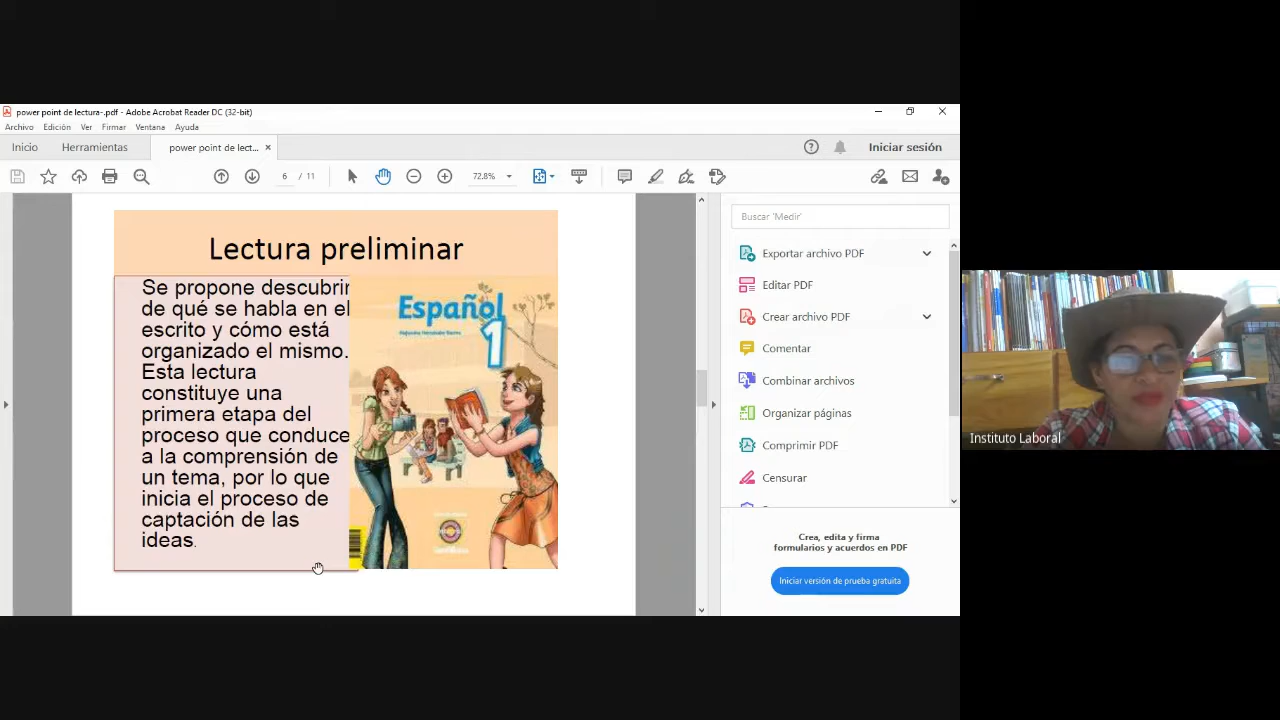 power point de lectura-.pdf - Adobe Acrobat Reader DC (32-bit)
Archivo Edición Ver Firmar Ventana Ayuda
Inicio Herramientas power point de lect... × Iniciar sesión
6 / 11 72.8%
Lectura preliminar
Se propone descubrir
de qué se habla en el
escrito y cómo está
organizado el mismo.
Esta lectura
constituye una
primera etapa del
proceso que conduce
a la comprensión de
un tema, por lo que
inicia el proceso de
captación de las
ideas.
Español
1
Buscar 'Medir'
Exportar archivo PDF
Editar PDF
Crear archivo PDF
Comentar
Combinar archivos
Organizar páginas
Comprimir PDF
Censurar
Crea, edita y firma
formularios y acuerdos en PDF
Iniciar versión de prueba gratuita
Instituto Laboral